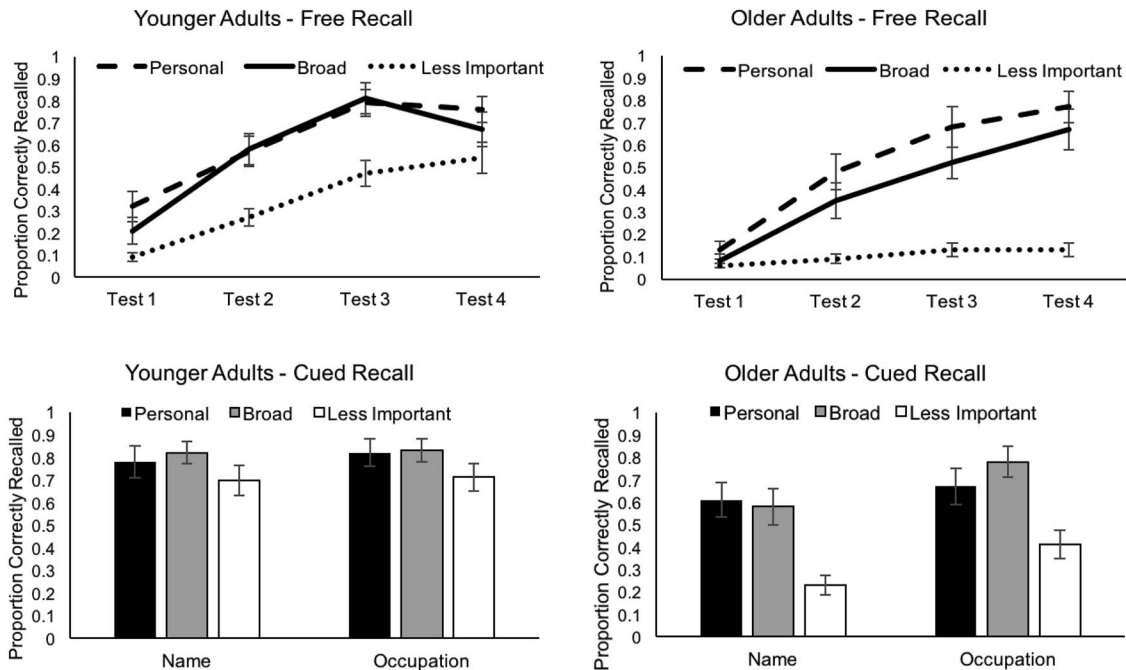 Younger Adults - Free Recall
Proportion Correctly Recalled
1
0.9
0.8
0.7
0.6
0.5
0.4
0.3
0.2
0.1
0
Personal Broad Less Important
Test 1 Test 2 Test 3 Test 4
Older Adults - Free Recall
Proportion Correctly Recalled
1
0.9
0.8
0.7
0.6
0.5
0.4
0.3
0.2
0.1
0
Personal Broad Less Important
Test 1 Test 2 Test 3 Test 4
Younger Adults - Cued Recall
Proportion Correctly Recalled
1
0.9
0.8
0.7
0.6
0.5
0.4
0.3
0.2
0.1
0
Personal Broad Less Important
Name Occupation
Older Adults - Cued Recall
Proportion Correctly Recalled
1
0.9
0.8
0.7
0.6
0.5
0.4
0.3
0.2
0.1
0
Personal Broad Less Important
Name Occupation